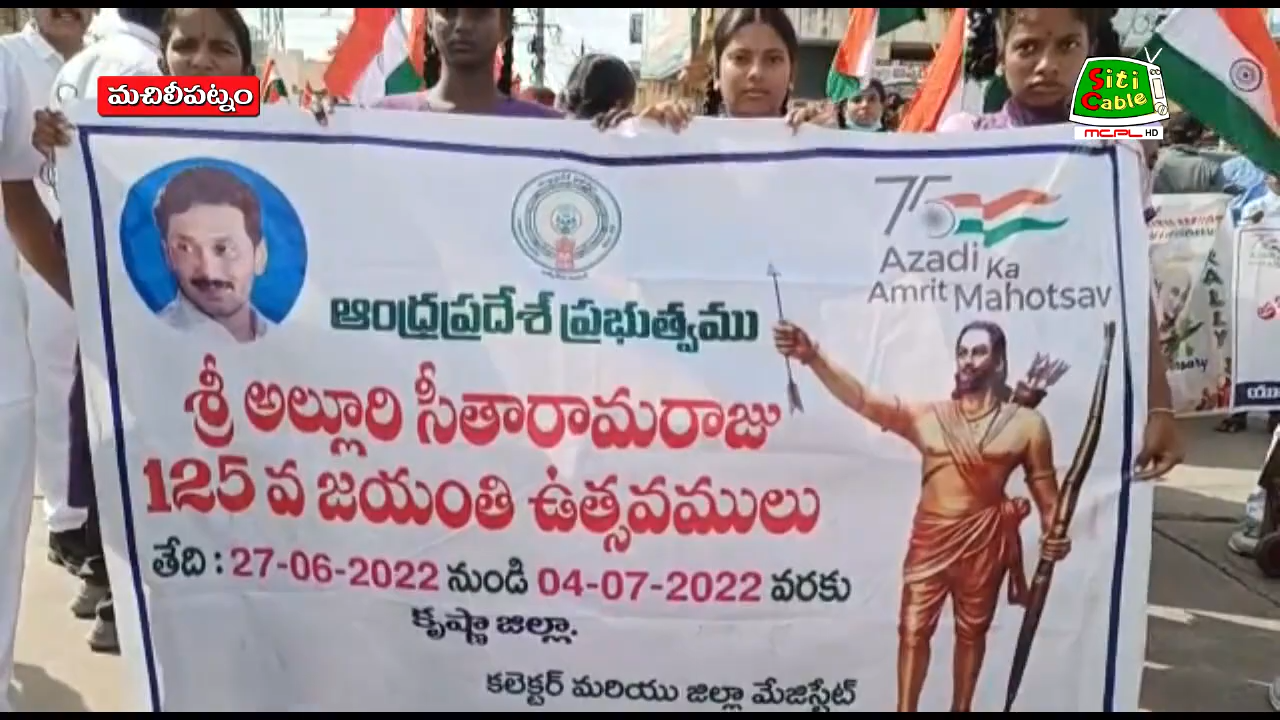 మచిలీపట్నం
Siti
Cable
MCPL HD
75
Azadi Ka
Amrit Mahotsav
ఆంధ్రప్రదేశ్ ప్రభుత్వము
శ్రీ అల్లూరి సీతారామరాజు
125 వ జయంతి ఉత్సవములు
తేది : 27-06-2022 నుండి 04-07-2022 వరకు
కృష్ణా జిల్లా.
కలెక్టర్ మరియు జిల్లా మేజిస్ట్రేట్
RALLY